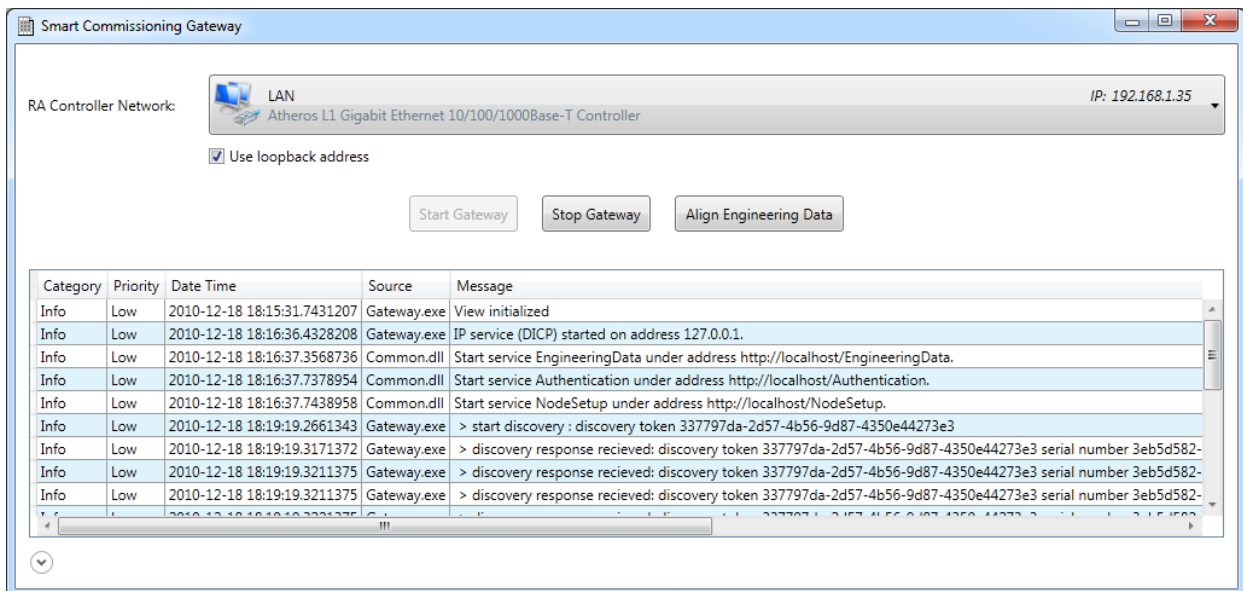 Smart Commissioning Gateway
RA Controller Network:
LAN
IP: 192.168.1.35
Atheros L1 Gigabit Ethernet 10/100/1000Base-T Controller
Use loopback address
Start Gateway Stop Gateway Align Engineering Data
Category Priority Date Time Source Message
Info Low 2010-12-18 18:15:31.7431207 Gateway.exe View initialized
Info Low 2010-12-18 18:16:36.4328208 Gateway.exe IP service (DICP) started on address 127.0.0.1.
Info Low 2010-12-18 18:16:37.3568736 Common.dll Start service EngineeringData under address http://localhost/EngineeringData.
Info Low 2010-12-18 18:16:37.7378954 Common.dll Start service Authentication under address http://localhost/Authentication.
Info Low 2010-12-18 18:16:37.7438958 Common.dll Start service NodeSetup under address http://localhost/NodeSetup.
Info Low 2010-12-18 18:19:19.2661343 Gateway.exe > start discovery : discovery token 337797da-2d57-4b56-9d87-4350e44273e3
Info Low 2010-12-18 18:19:19.3171372 Gateway.exe > discovery response recieved: discovery token 337797da-2d57-4b56-9d87-4350e44273e3 serial number 3eb5d582-
Info Low 2010-12-18 18:19:19.3211375 Gateway.exe > discovery response recieved: discovery token 337797da-2d57-4b56-9d87-4350e44273e3 serial number 3eb5d582-
Info Low 2010-12-18 18:19:19.3211375 Gateway.exe > discovery response recieved: discovery token 337797da-2d57-4b56-9d87-4350e44273e3 serial number 3eb5d582-